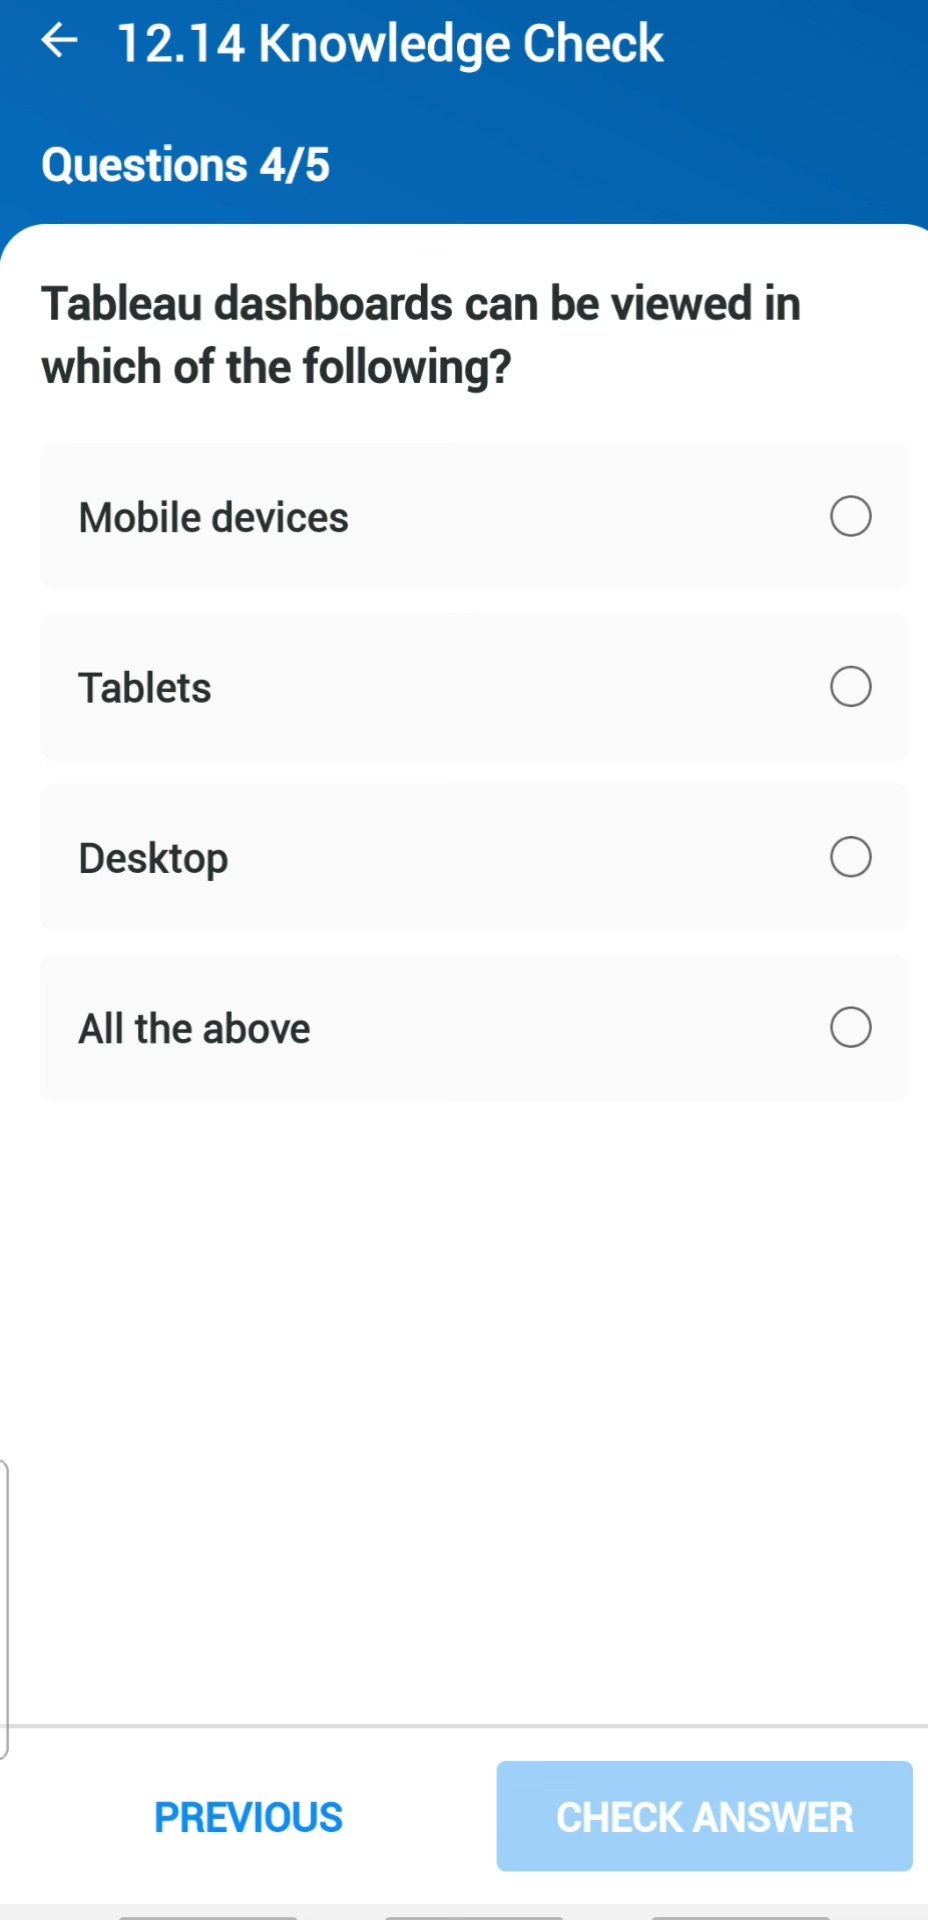 12.14 Knowledge Check
Questions 4/5
Tableau dashboards can be viewed in
which of the following?
Mobile devices
Tablets
Desktop
All the above
PREVIOUS
CHECK ANSWER